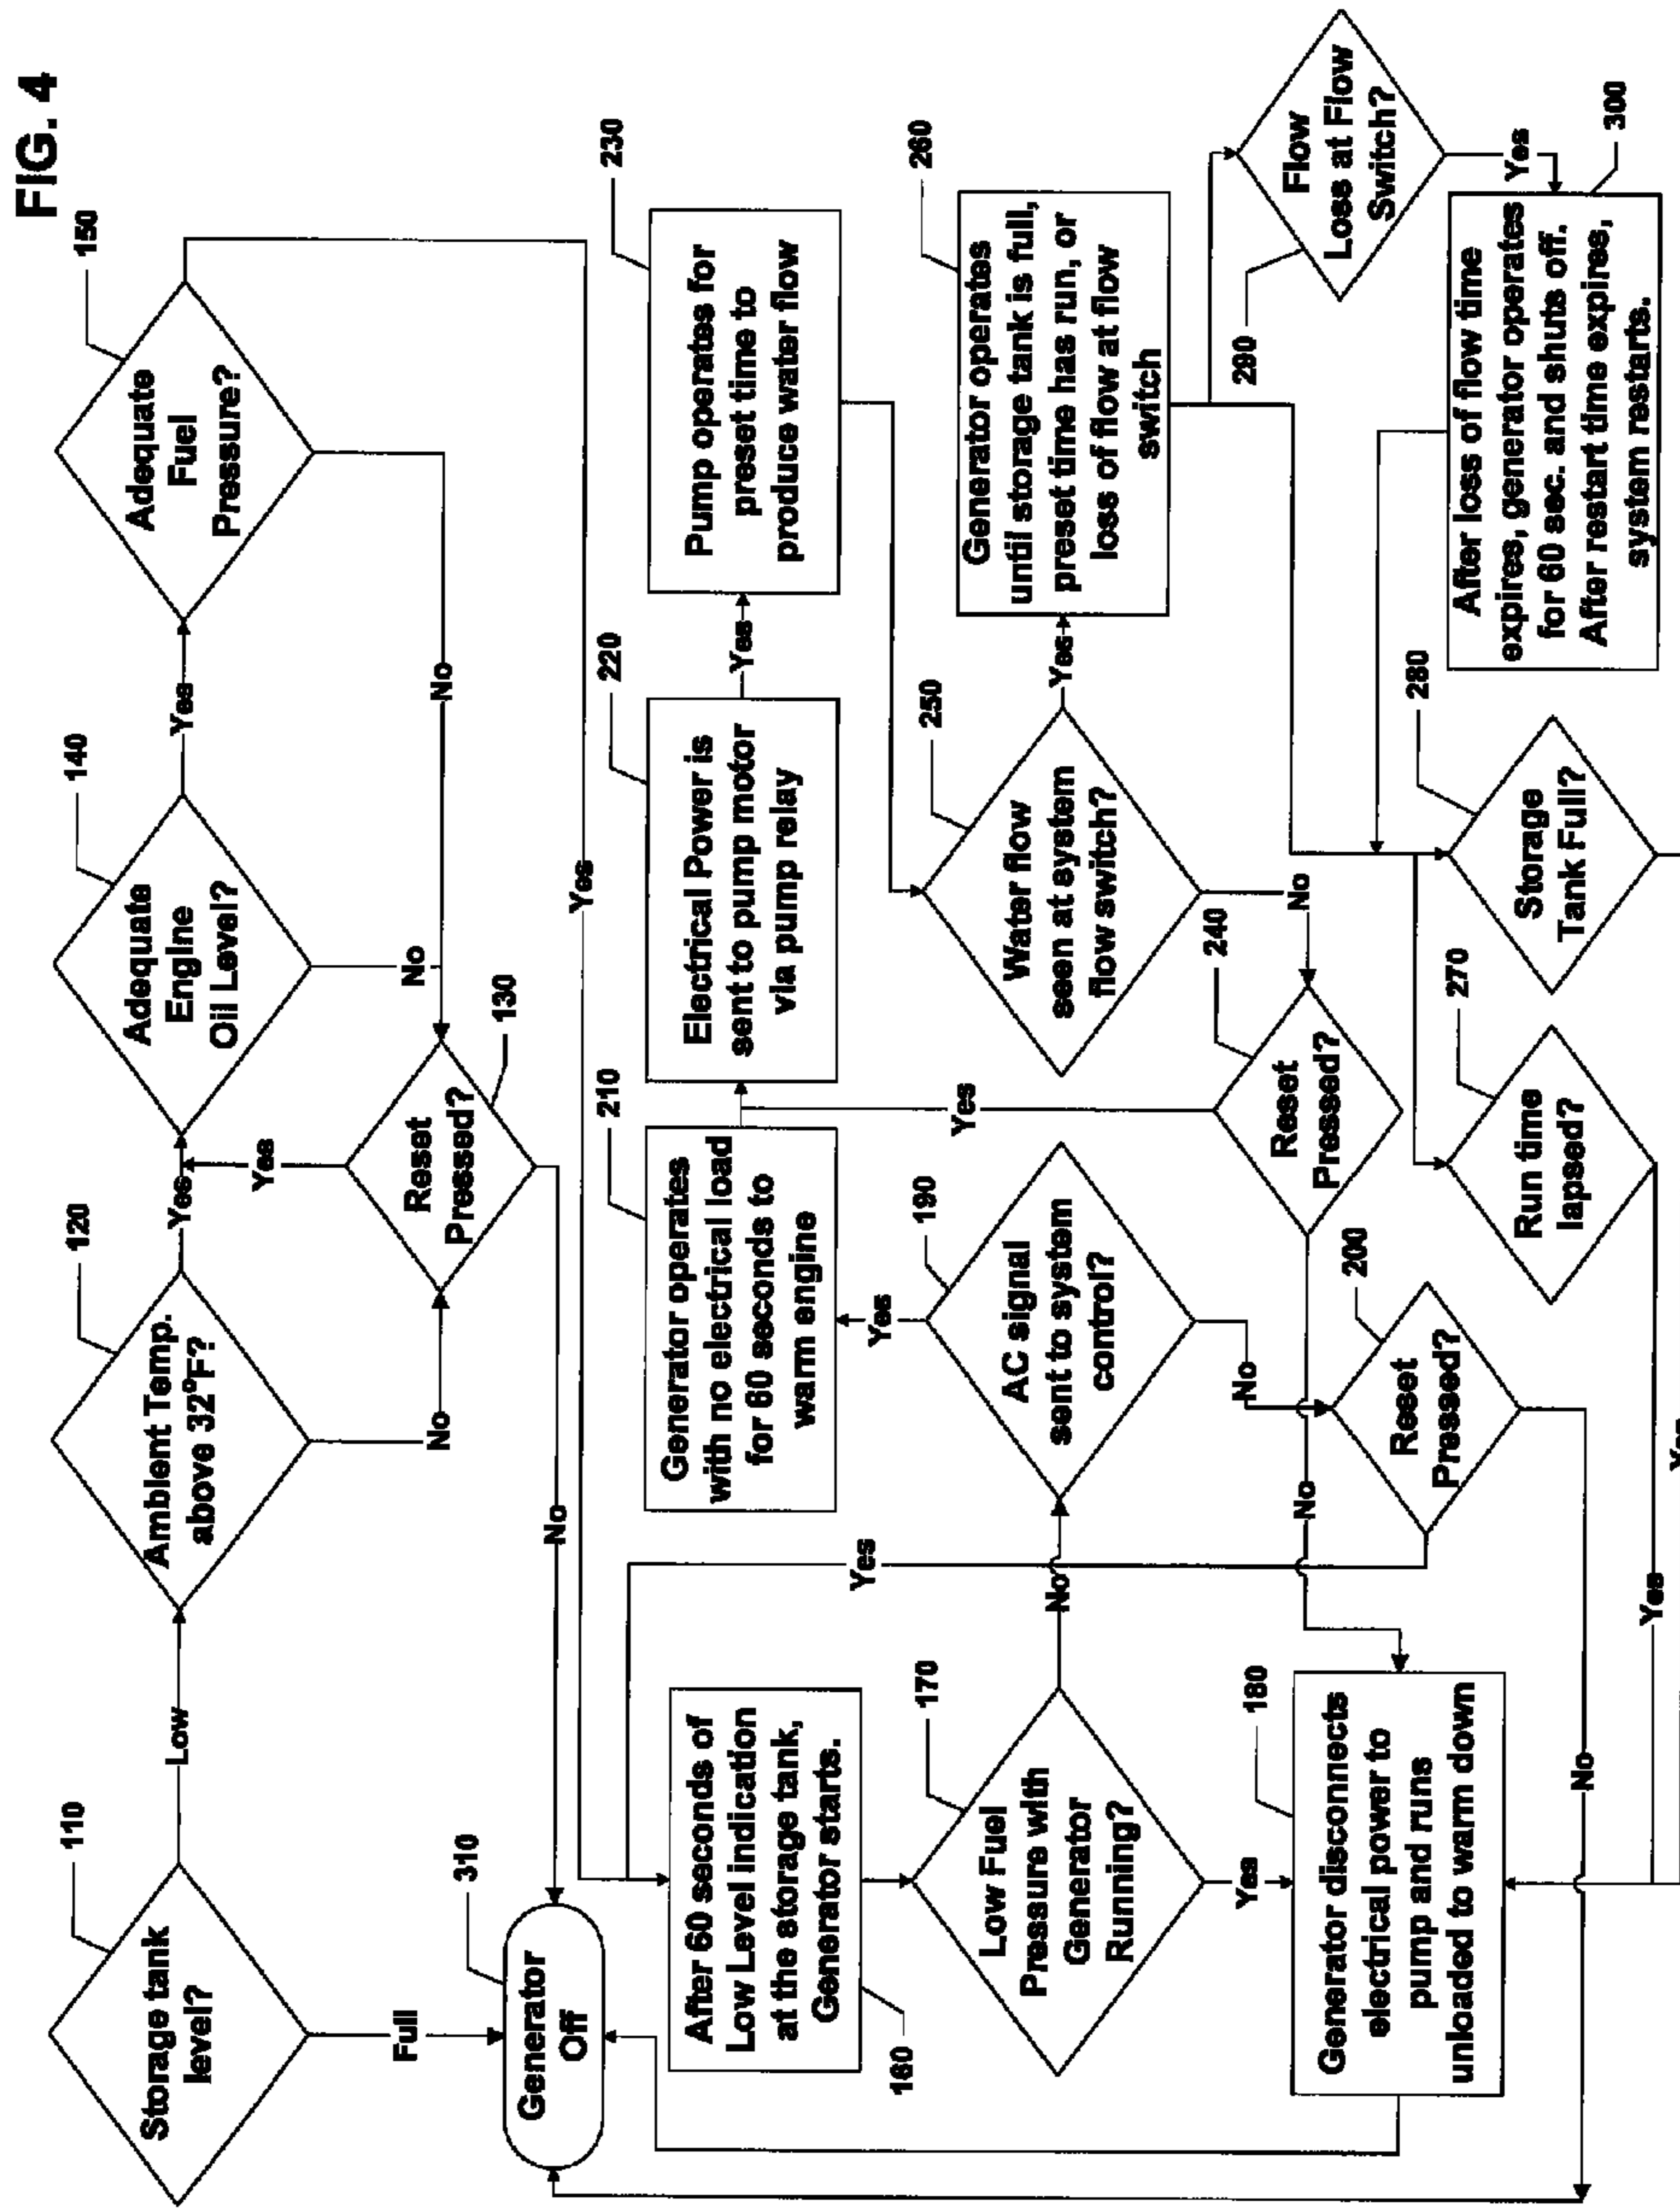 FIG. 4
110
Storage tank
level?
Low
Full
120
Ambient Temp.
above 32°F?
Yes
No
140
Adequate
Engine
Oil Level?
Yes
No
150
Adequate
Fuel
Pressure?
No
Yes
130
Reset
Pressed?
Yes
No
310
Generator
Off
After 60 seconds of
Low Level indication
at the storage tank,
Generator starts.
160
170
Low Fuel
Pressure with
Generator
Running?
Yes
No
180
Generator disconnects
electrical power to
pump and runs
unloaded to warm down
190
AC signal
sent to system
control?
Yes
No
200
Reset
Pressed?
Yes
No
210
Generator operates
with no electrical load
for 60 seconds to
warm engine
220
Electrical Power is
sent to pump motor
via pump relay
Yes
230
Pump operates for
preset time to
produce water flow
250
Water flow
seen at system
flow switch?
Yes
No
240
Reset
Pressed?
Yes
No
260
Generator operates
until storage tank is full,
preset time has run, or
loss of flow at flow
switch
270
Run time
lapsed?
Yes
280
Storage
Tank Full?
Yes
290
Flow
Loss at Flow
Switch?
Yes
300
After loss of flow time
expires, generator operates
for 60 sec. and shuts off.
After restart time expires,
system restarts.